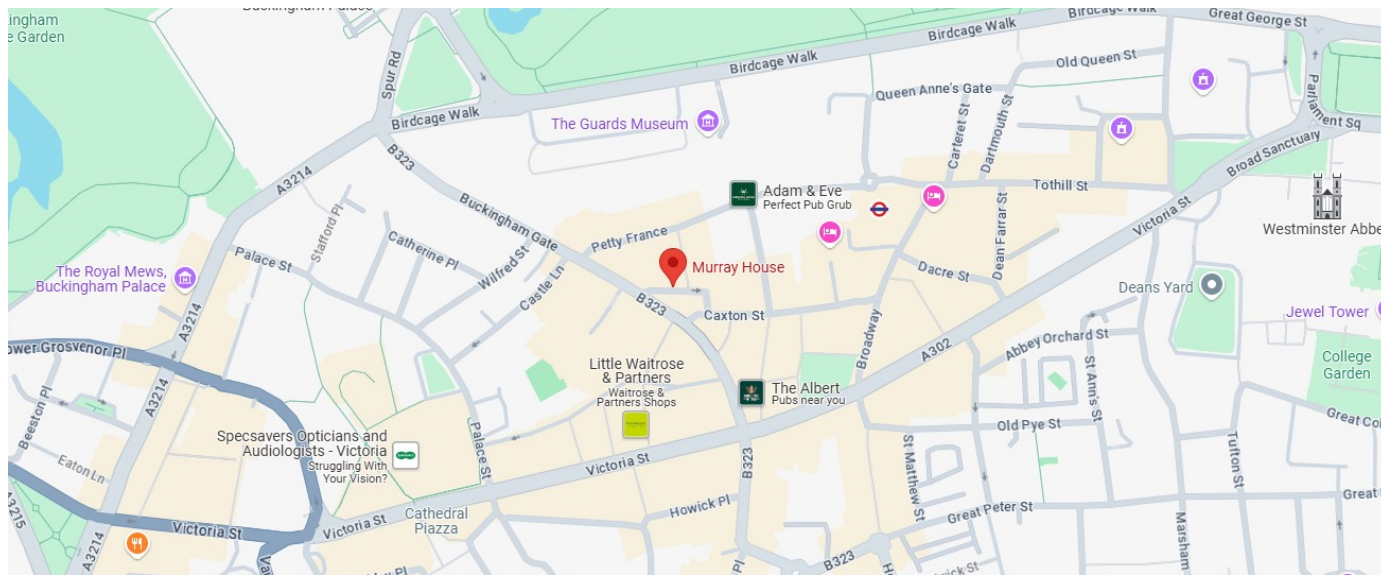 Buckingham Palace
ingham
e Garden
Birdcage Walk
Great George St
Birdcage Walk
Spur Rd
Old Queen St
Birdcage Walk
Queen Anne's Gate
Parliament Sq
Birdcage Walk
The Guards Museum
Carteret St
Dartmouth St
Broad Sanctuary
B323
A3214
Adam & Eve
Perfect Pub Grub
Tothill St
Victoria St
Buckingham Gate
Stafford Pl
Petty France
Catherine Pl
Wilfred St
Castle Ln
Dean Farrar St
Westminster Abbe
Palace St
Murray House
Dacre St
The Royal Mews,
Buckingham Palace
Deans Yard
B323
Caxton St
Jewel Tower
A3214
Broadway
A302
Abbey Orchard St
ower Grosvenor Pl
College
Garden
Little Waitrose
& Partners
Waitrose &
Partners Shops
St Ann's St
The Albert
Pubs near you
A3214
Beeston Pl
Great Co
Specsavers Opticians and
Audiologists - Victoria
Struggling With
Your Vision?
Palace St
Old Pye St
Eaton Ln
Victoria St
B323
St Matthew St
Tufton St
A3215
Howick Pl
Great
Cathedral
Piazza
Great Peter St
Victoria St
Victoria St
Marsham
A3214
B323